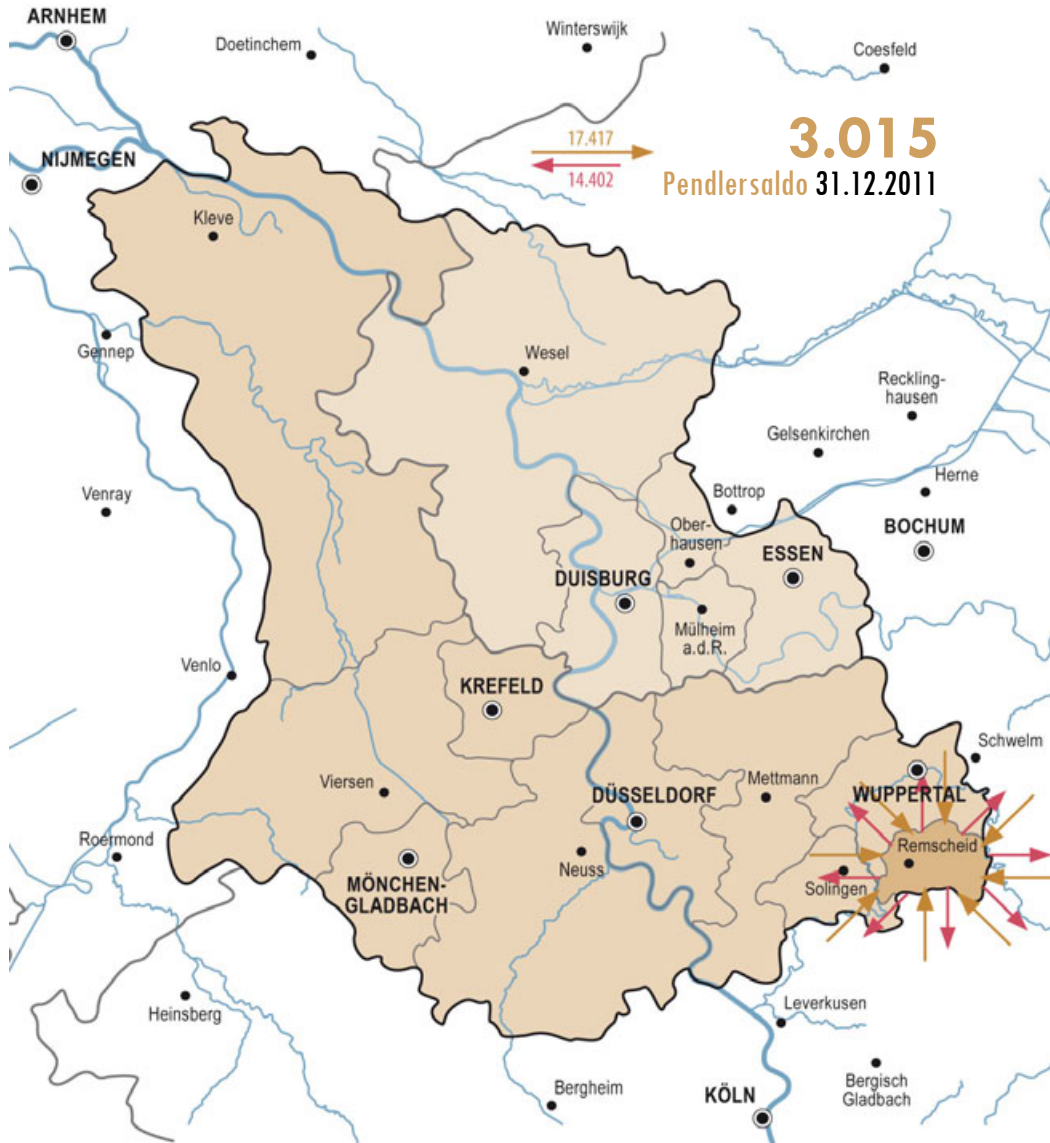 ARNHEM
Winterswijk
Doetinchem
Coesfeld
3.015
17.417
14.402
Pendlersaldo 31.12.2011
NIJMEGEN
Kleve
Gennep
Wesel
Reckling-
hausen
Gelsenkirchen
Herne
Venray
Bottrop
Ober-
hausen
BOCHUM
ESSEN
DUISBURG
Mülheim
a.d.R.
Venlo
KREFELD
Schwelm
Viersen
Mettmann
WUPPERTAL
DÜSSELDORF
Roermond
Remscheid
Neuss
Solingen
MÖNCHEN-
GLADBACH
Heinsberg
Leverkusen
Bergheim
KÖLN
Bergisch
Gladbach